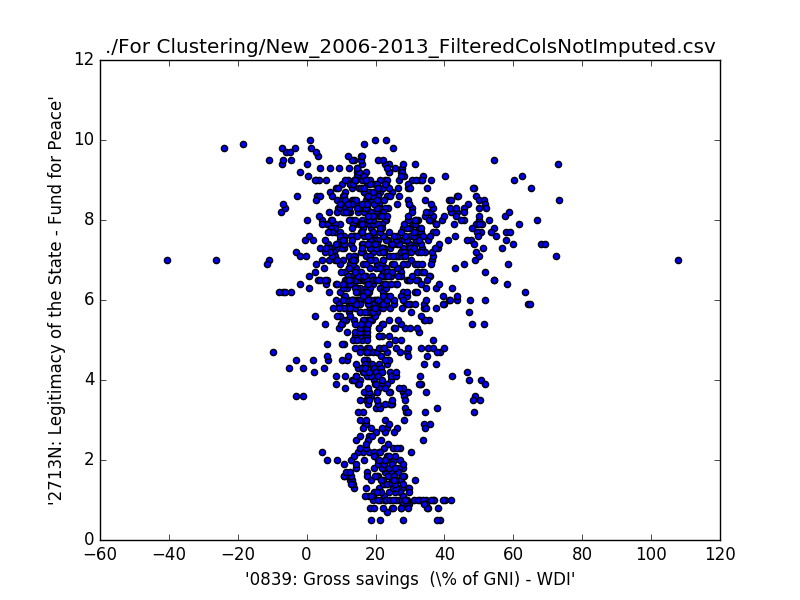 ./For Clustering/New_2006-2013_FilteredColsNotImputed.csv
'2713N: Legitimacy of the State - Fund for Peace'
12
10
8
6
4
2
0
−60 −40 −20 0 20 40 60 80 100 120
'0839: Gross savings  (\% of GNI) - WDI'